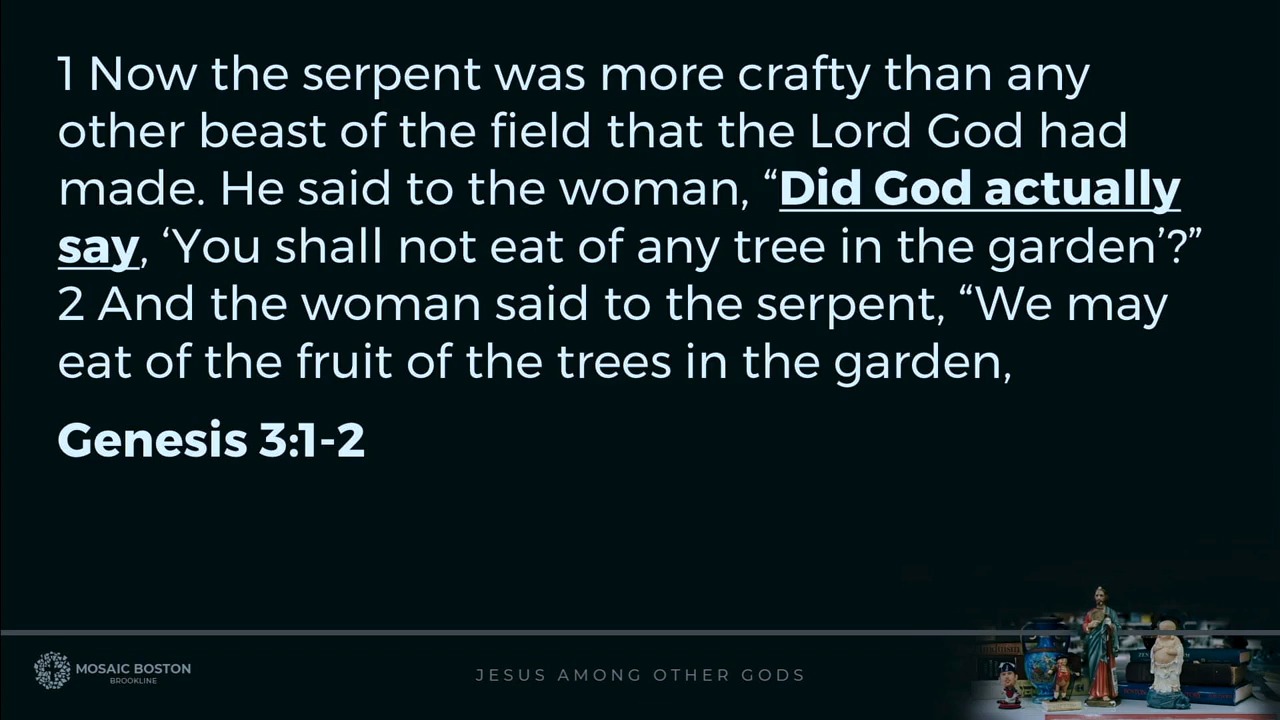 1 Now the serpent was more crafty than any
other beast of the field that the Lord God had
made. He said to the woman, “Did God actually
say, ‘You shall not eat of any tree in the garden’?”
2 And the woman said to the serpent, “We may
eat of the fruit of the trees in the garden,
Genesis 3:1-2
MOSAIC BOSTON
BROOKLINE
JESUS AMONG OTHER GODS